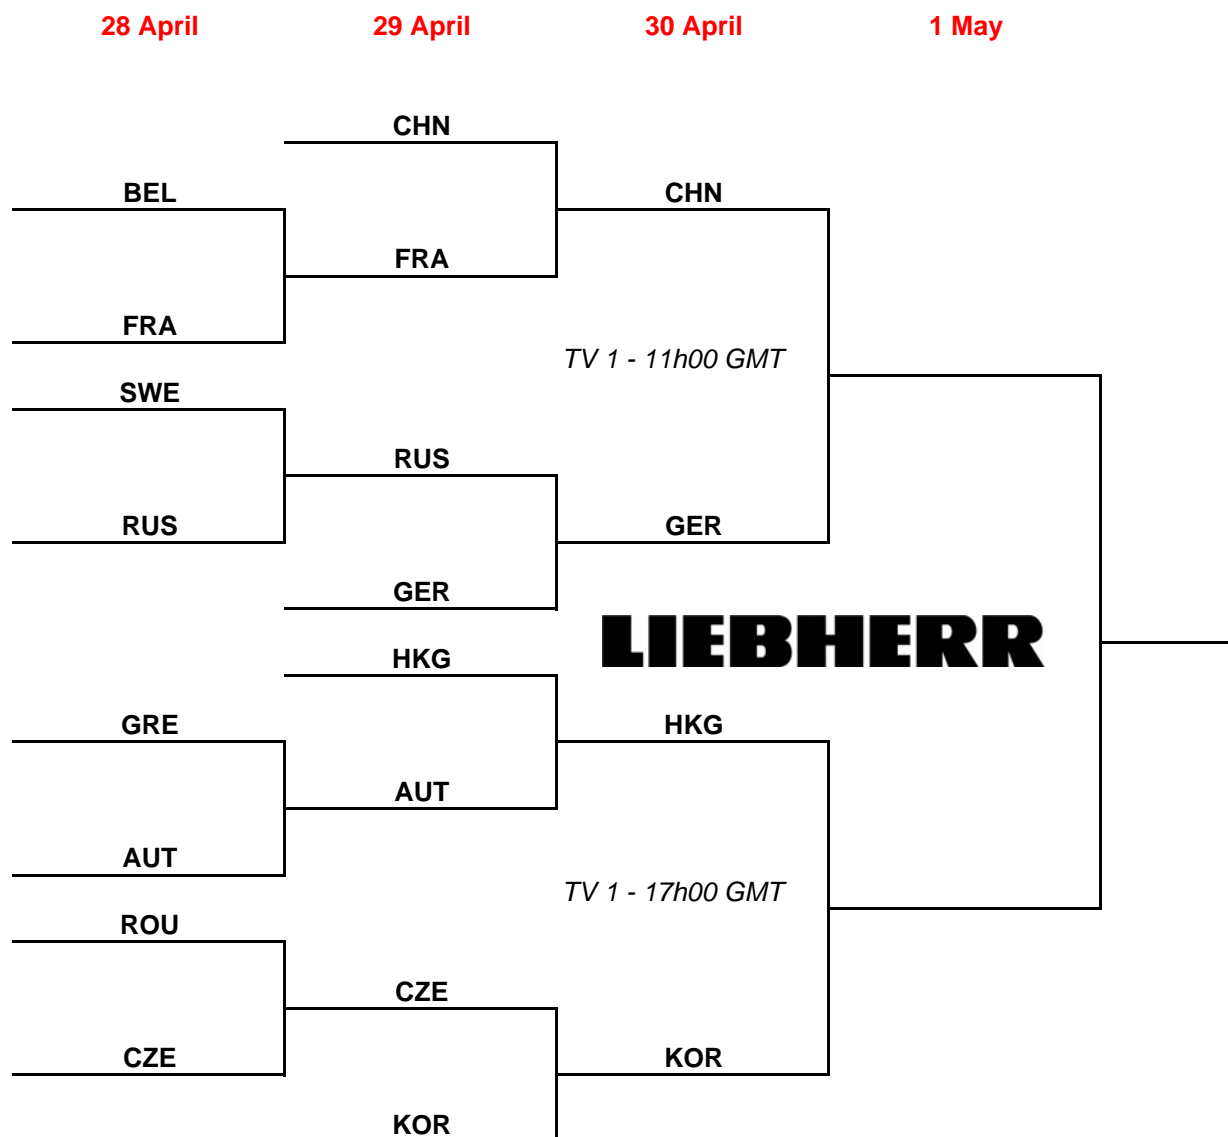 28 April 29 April 30 April 1 May
CHN
BEL CHN
FRA
FRA
TV 1 - 11h00 GMT
SWE
RUS
RUS GER
GER
LIEBHERR
HKG
GRE HKG
AUT
AUT
TV 1 - 17h00 GMT
ROU
CZE
CZE KOR
KOR